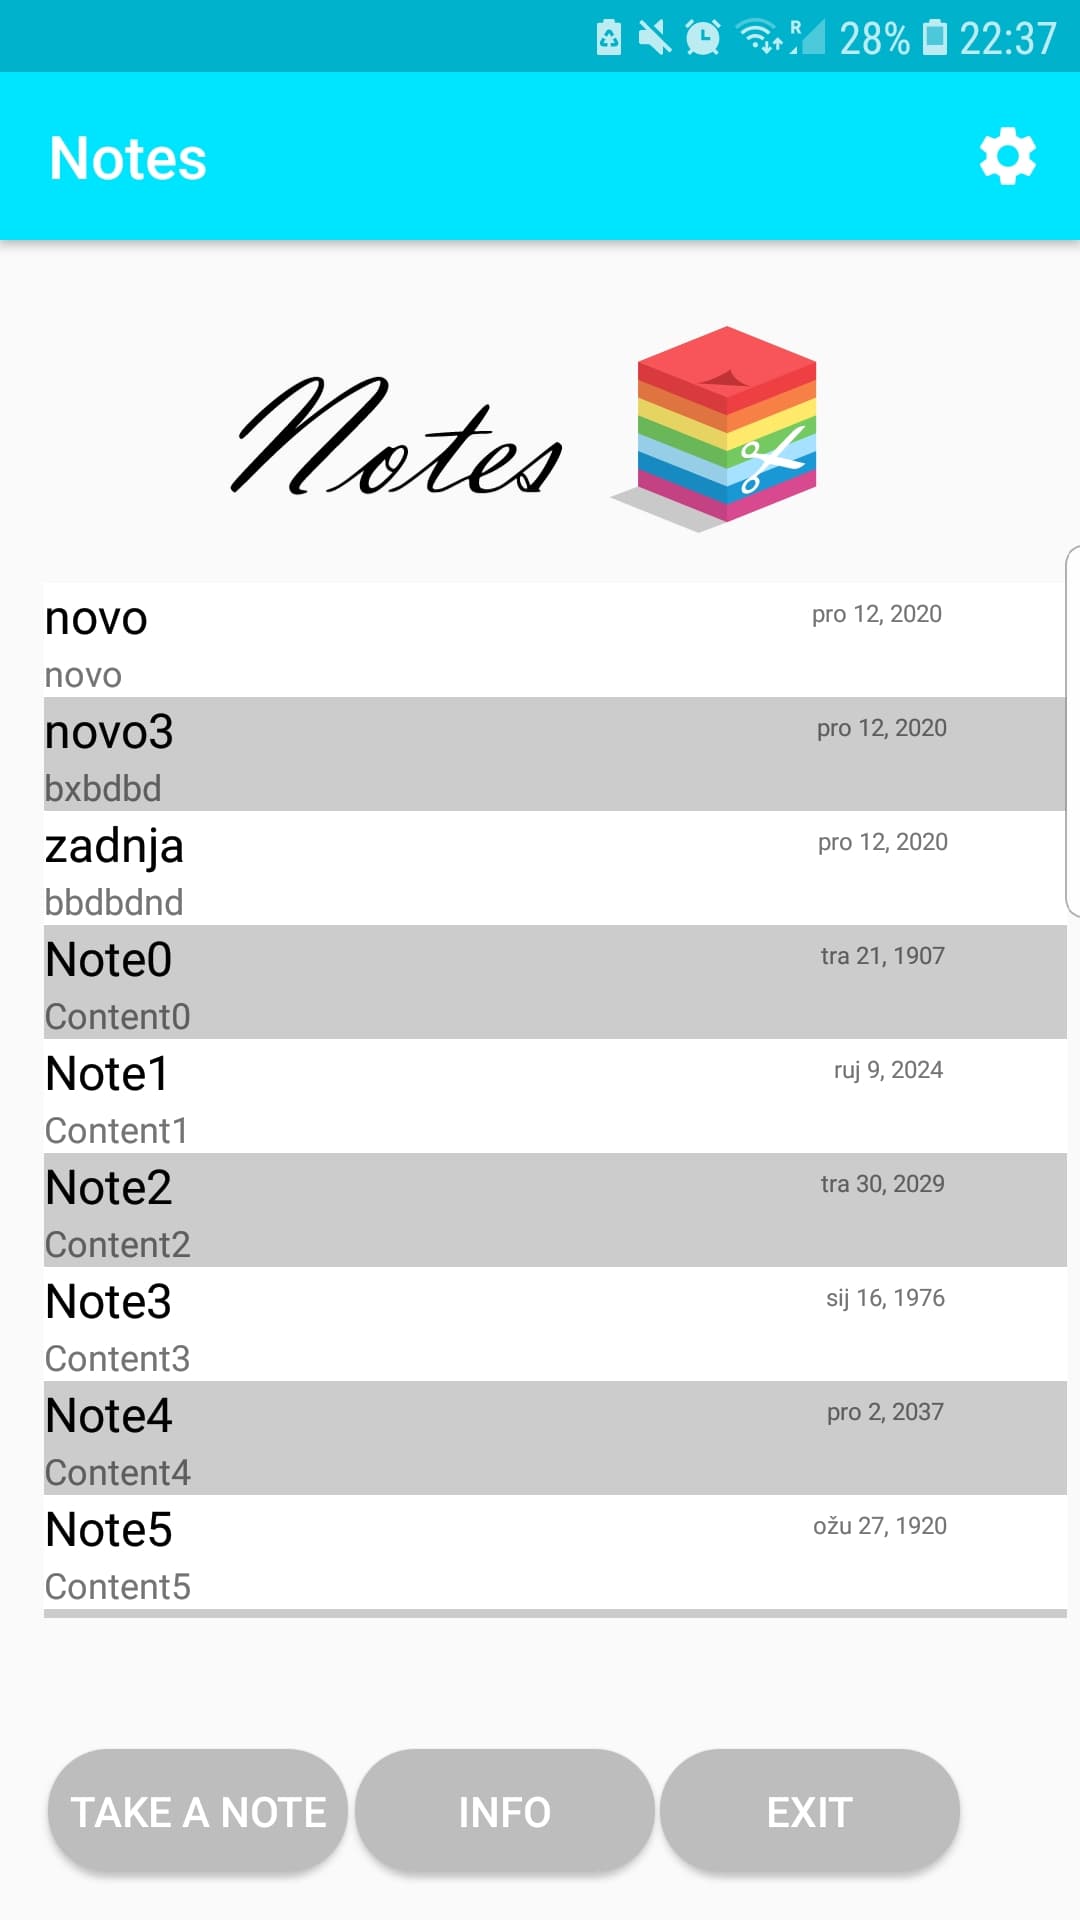 R 28% 22:37
Notes
Notes
novo pro 12, 2020
novo
novo3 pro 12, 2020
bxbdbd
zadnja pro 12, 2020
bbdbdnd
Note0 tra 21, 1907
Content0
Note1 ruj 9, 2024
Content1
Note2 tra 30, 2029
Content2
Note3 sij 16, 1976
Content3
Note4 pro 2, 2037
Content4
Note5 ožu 27, 1920
Content5
TAKE A NOTE INFO EXIT